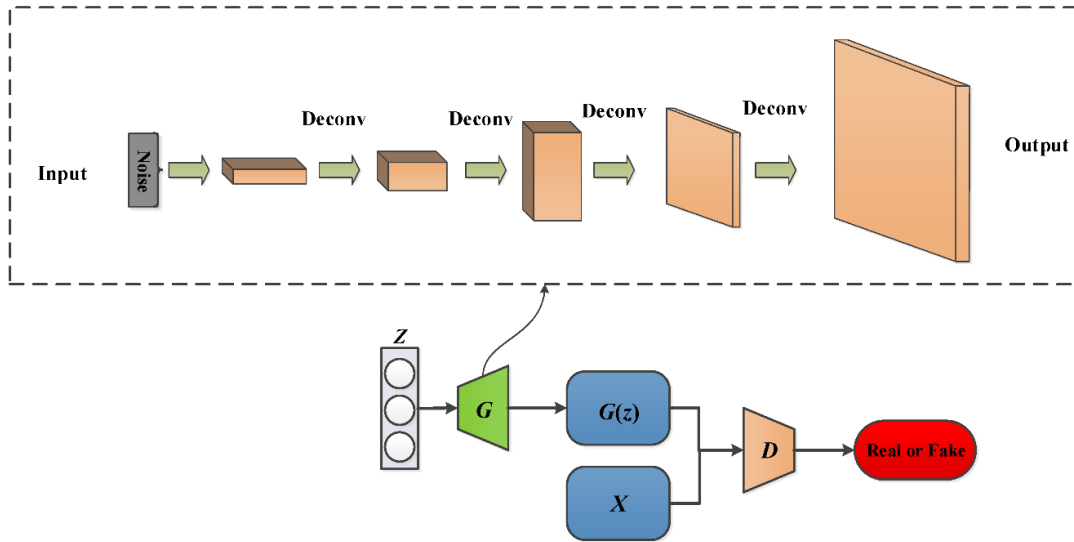 Deconv
Deconv
Deconv
Deconv
Input
Noise
Output
Z
G
G(z)
D
Real or Fake
X